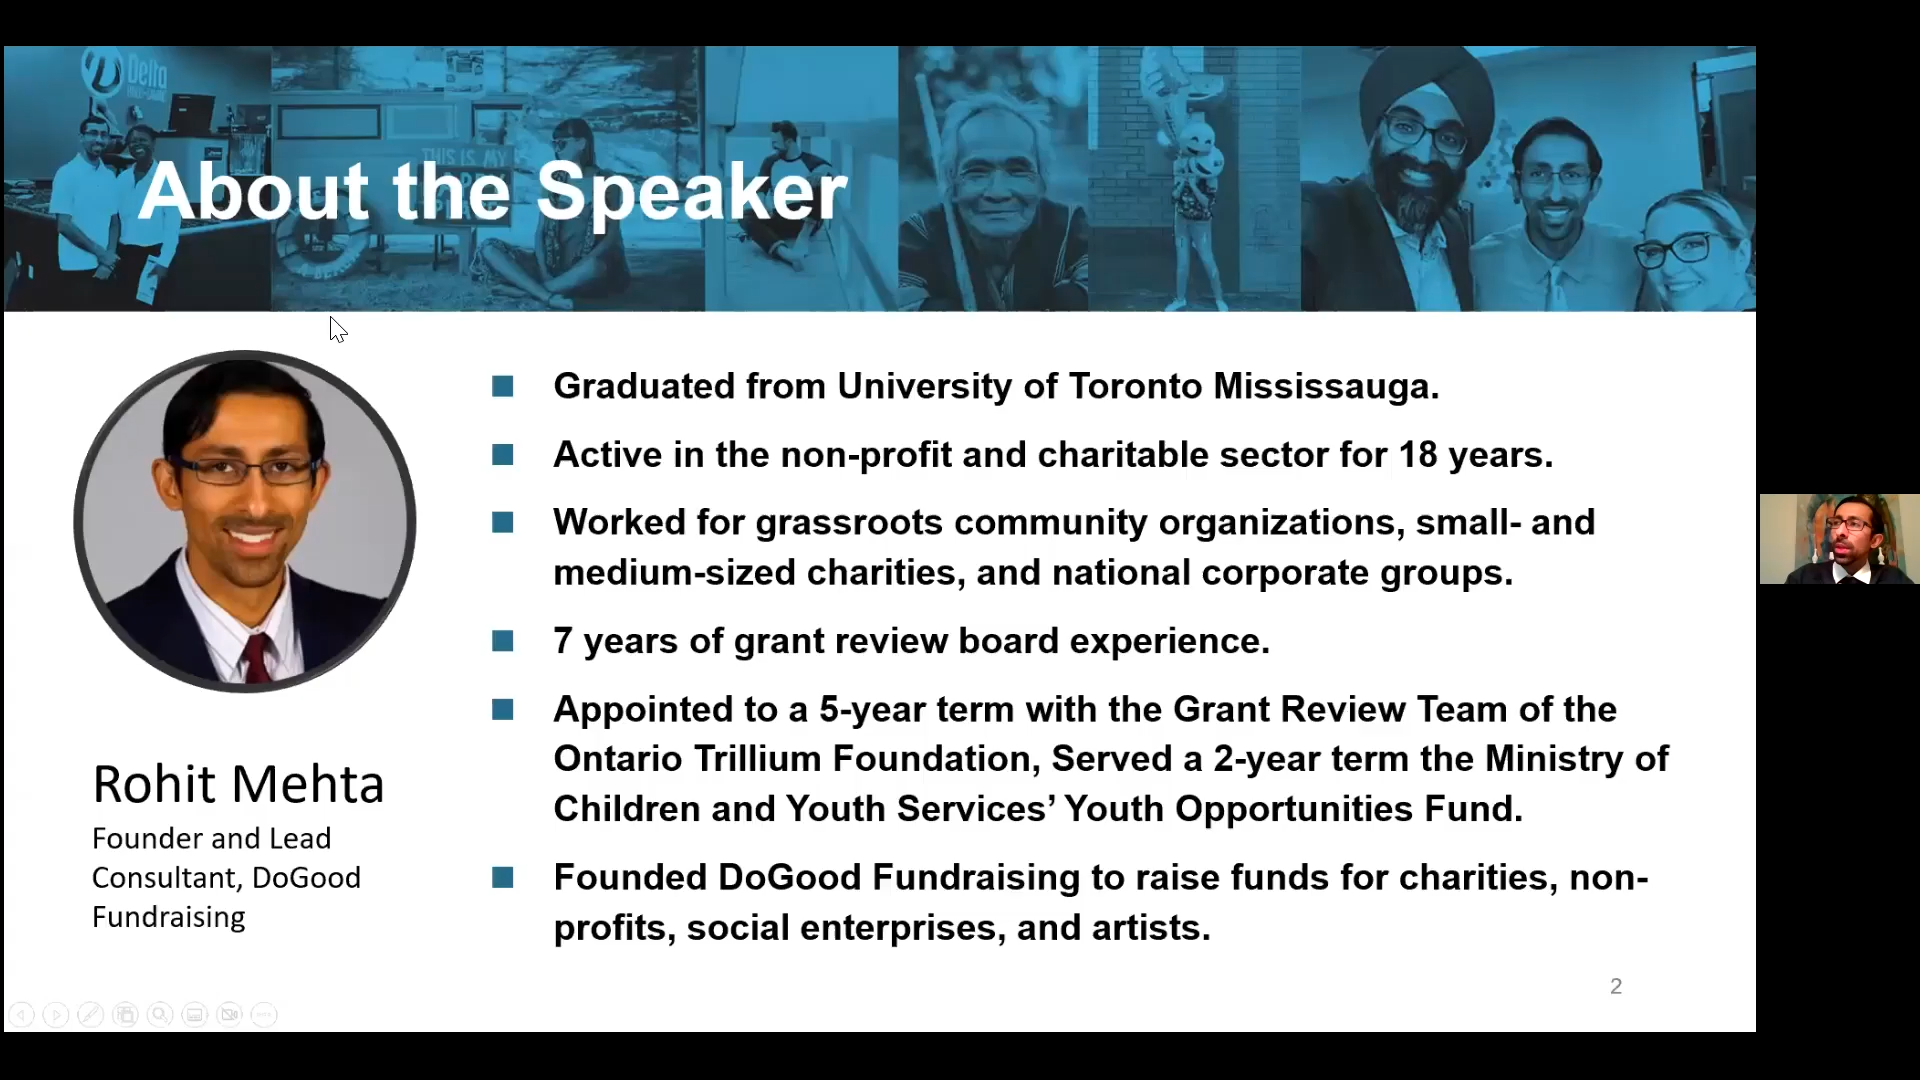 Delta
THIS IS MY
About the Speaker
Graduated from University of Toronto Mississauga.
Active in the non-profit and charitable sector for 18 years.
Worked for grassroots community organizations, small- and
medium-sized charities, and national corporate groups.
7 years of grant review board experience.
Appointed to a 5-year term with the Grant Review Team of the
Ontario Trillium Foundation, Served a 2-year term the Ministry of
Children and Youth Services’ Youth Opportunities Fund.
Founded DoGood Fundraising to raise funds for charities, non-
profits, social enterprises, and artists.
Rohit Mehta
Founder and Lead
Consultant, DoGood
Fundraising
2